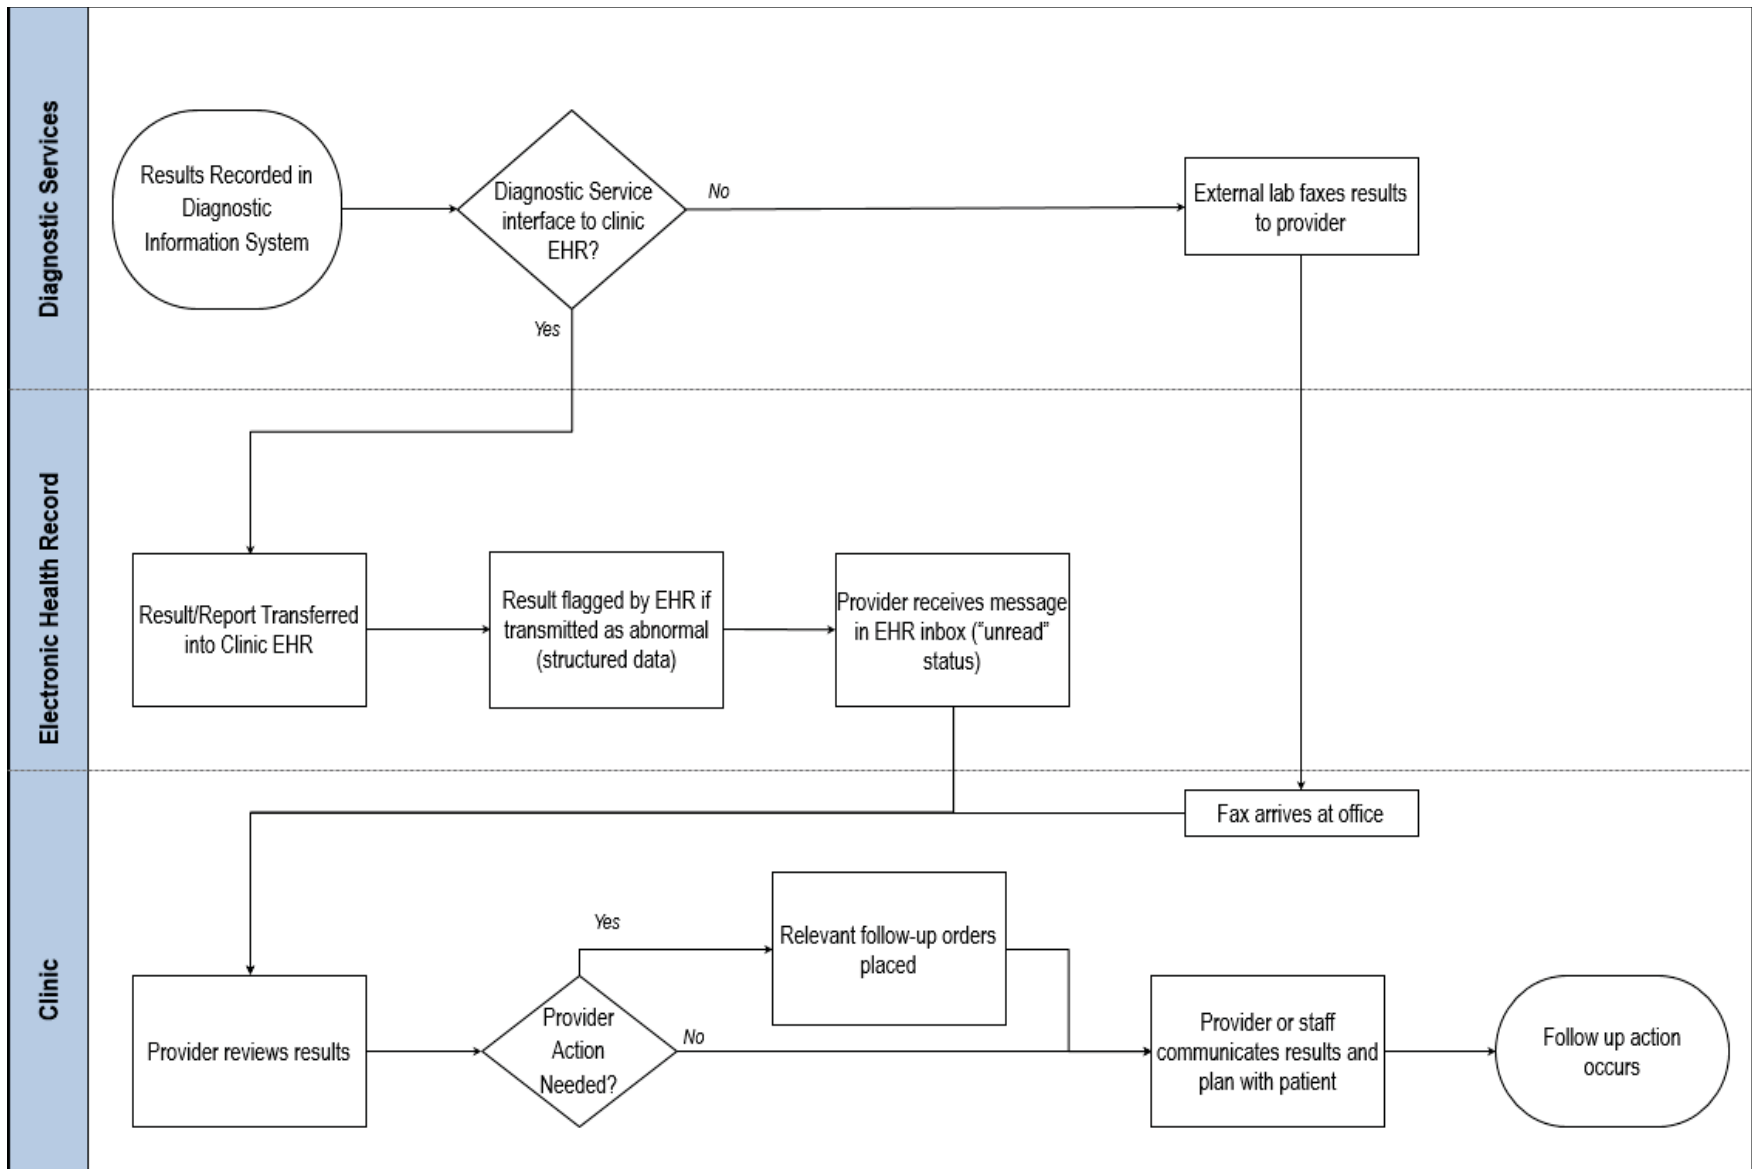 Diagnostic Services
Results Recorded in
Diagnostic
Information System
Diagnostic Service
interface to clinic
EHR?
No
Yes
External lab faxes results
to provider
Electronic Health Record
Result/Report Transferred
into Clinic EHR
Result flagged by EHR if
transmitted as abnormal
(structured data)
Provider receives message
in EHR inbox (“unread”
status)
Clinic
Fax arrives at office
Provider reviews results
Provider
Action
Needed?
Yes
No
Relevant follow-up orders
placed
Provider or staff
communicates results and
plan with patient
Follow up action
occurs